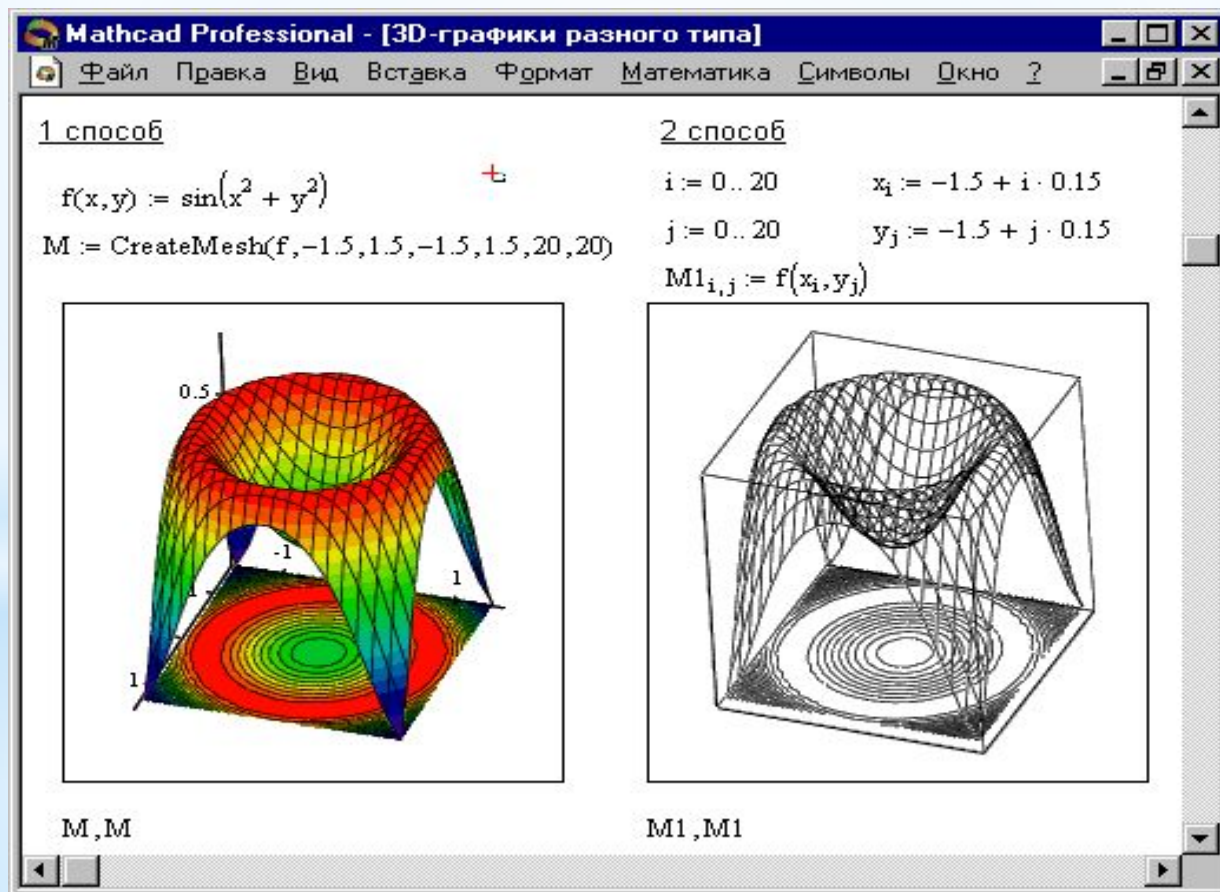 Mathcad Professional - [3D-графики разного типа]
Файл Правка Вид Вставка Формат Математика Символы Окно ?
1 способ
f(x,y) := sin(x² + y²)
M := CreateMesh(f,−1.5,1.5,−1.5,1.5,20,20)
0.5
-1
1
1
1
M,M
2 способ
i := 0.. 20 xᵢ := −1.5 + i · 0.15
j := 0.. 20 yⱼ := −1.5 + j · 0.15
M1ᵢ,ⱼ := f(xᵢ,yⱼ)
M1,M1